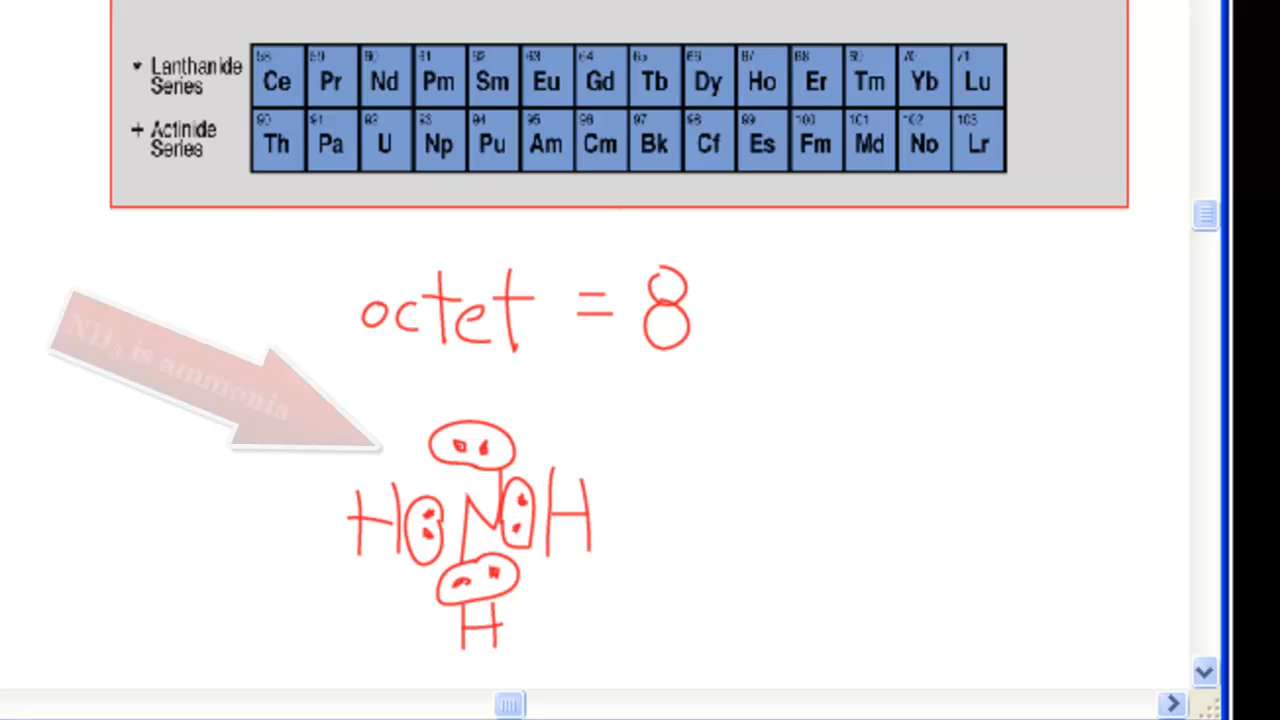 * Lanthanide Series
58 59 60 61 62 63 64 65 66 67 68 69 70 71
Ce Pr Nd Pm Sm Eu Gd Tb Dy Ho Er Tm Yb Lu
+ Actinide Series
90 91 92 93 94 95 96 97 98 99 100 101 102 103
Th Pa U Np Pu Am Cm Bk Cf Es Fm Md No Lr
octet = 8
NH₃ is ammonia
H N H
H